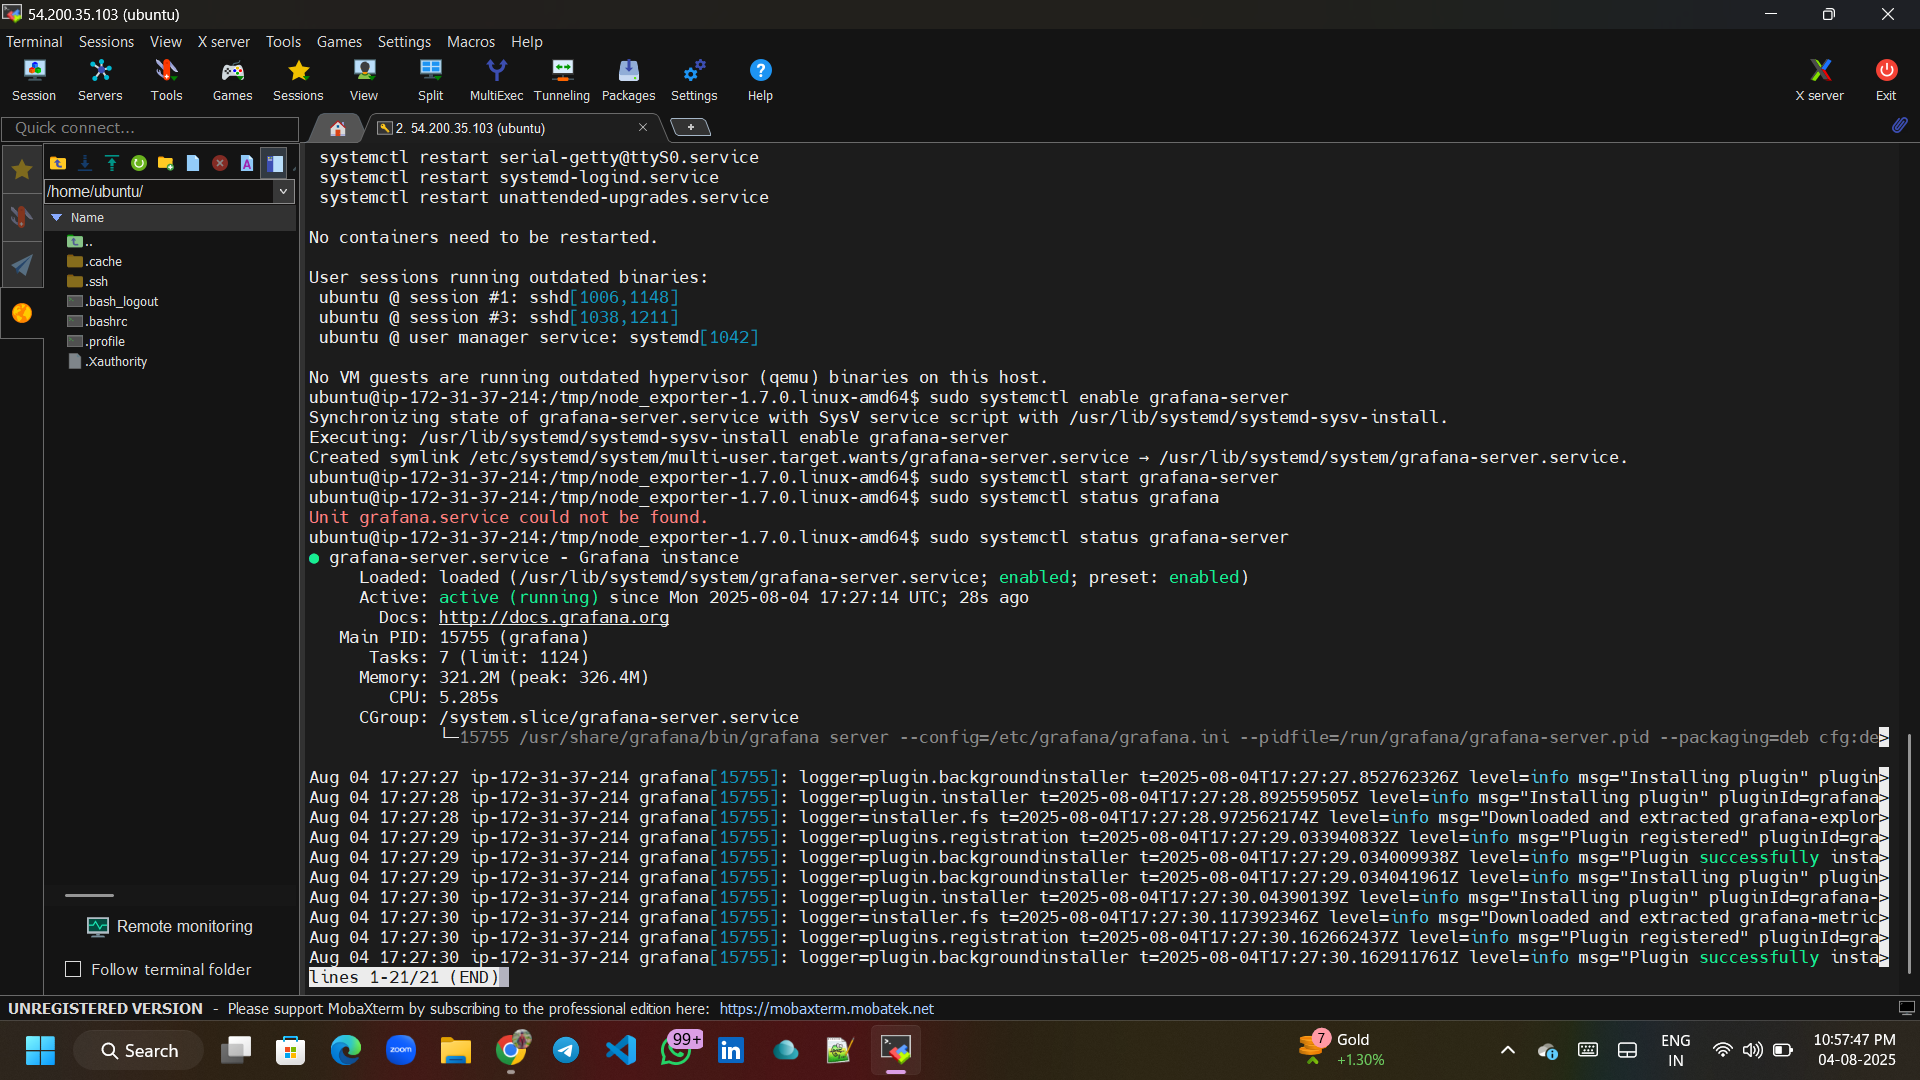 54.200.35.103 (ubuntu)
Terminal Sessions View X server Tools Games Settings Macros Help
Session Servers Tools Games Sessions View Split MultiExec Tunneling Packages Settings Help X server Exit
Quick connect...
2. 54.200.35.103 (ubuntu)
/home/ubuntu/
Name
..
.cache
.ssh
.bash_logout
.bashrc
.profile
.Xauthority
Remote monitoring
Follow terminal folder
systemctl restart serial-getty@ttyS0.service
systemctl restart systemd-logind.service
systemctl restart unattended-upgrades.service
No containers need to be restarted.
User sessions running outdated binaries:
ubuntu @ session #1: sshd[1006,1148]
ubuntu @ session #3: sshd[1038,1211]
ubuntu @ user manager service: systemd[1042]
No VM guests are running outdated hypervisor (qemu) binaries on this host.
ubuntu@ip-172-31-37-214:/tmp/node_exporter-1.7.0.linux-amd64$ sudo systemctl enable grafana-server
Synchronizing state of grafana-server.service with SysV service script with /usr/lib/systemd/systemd-sysv-install.
Executing: /usr/lib/systemd/systemd-sysv-install enable grafana-server
Created symlink /etc/systemd/system/multi-user.target.wants/grafana-server.service → /usr/lib/systemd/system/grafana-server.service.
ubuntu@ip-172-31-37-214:/tmp/node_exporter-1.7.0.linux-amd64$ sudo systemctl start grafana-server
ubuntu@ip-172-31-37-214:/tmp/node_exporter-1.7.0.linux-amd64$ sudo systemctl status grafana
Unit grafana.service could not be found.
ubuntu@ip-172-31-37-214:/tmp/node_exporter-1.7.0.linux-amd64$ sudo systemctl status grafana-server
● grafana-server.service - Grafana instance
Loaded: loaded (/usr/lib/systemd/system/grafana-server.service; enabled; preset: enabled)
Active: active (running) since Mon 2025-08-04 17:27:14 UTC; 28s ago
Docs: http://docs.grafana.org
Main PID: 15755 (grafana)
Tasks: 7 (limit: 1124)
Memory: 321.2M (peak: 326.4M)
CPU: 5.285s
CGroup: /system.slice/grafana-server.service
└─15755 /usr/share/grafana/bin/grafana server --config=/etc/grafana/grafana.ini --pidfile=/run/grafana/grafana-server.pid --packaging=deb cfg:de>
Aug 04 17:27:27 ip-172-31-37-214 grafana[15755]: logger=plugin.backgroundinstaller t=2025-08-04T17:27:27.852762326Z level=info msg="Installing plugin" plugin>
Aug 04 17:27:28 ip-172-31-37-214 grafana[15755]: logger=plugin.installer t=2025-08-04T17:27:28.892559505Z level=info msg="Installing plugin" pluginId=grafana>
Aug 04 17:27:28 ip-172-31-37-214 grafana[15755]: logger=installer.fs t=2025-08-04T17:27:28.972562174Z level=info msg="Downloaded and extracted grafana-explor>
Aug 04 17:27:29 ip-172-31-37-214 grafana[15755]: logger=plugins.registration t=2025-08-04T17:27:29.033940832Z level=info msg="Plugin registered" pluginId=gra>
Aug 04 17:27:29 ip-172-31-37-214 grafana[15755]: logger=plugin.backgroundinstaller t=2025-08-04T17:27:29.034009938Z level=info msg="Plugin successfully insta>
Aug 04 17:27:29 ip-172-31-37-214 grafana[15755]: logger=plugin.backgroundinstaller t=2025-08-04T17:27:29.034041961Z level=info msg="Installing plugin" plugin>
Aug 04 17:27:30 ip-172-31-37-214 grafana[15755]: logger=plugin.installer t=2025-08-04T17:27:30.04390139Z level=info msg="Installing plugin" pluginId=grafana->
Aug 04 17:27:30 ip-172-31-37-214 grafana[15755]: logger=installer.fs t=2025-08-04T17:27:30.117392346Z level=info msg="Downloaded and extracted grafana-metric>
Aug 04 17:27:30 ip-172-31-37-214 grafana[15755]: logger=plugins.registration t=2025-08-04T17:27:30.162662437Z level=info msg="Plugin registered" pluginId=gra>
Aug 04 17:27:30 ip-172-31-37-214 grafana[15755]: logger=plugin.backgroundinstaller t=2025-08-04T17:27:30.162911761Z level=info msg="Plugin successfully insta>
lines 1-21/21 (END)
UNREGISTERED VERSION - Please support MobaXterm by subscribing to the professional edition here: https://mobaxterm.mobatek.net
Search
zoom
99+
7
Gold
+1.30%
ENG
IN
10:57:47 PM
04-08-2025